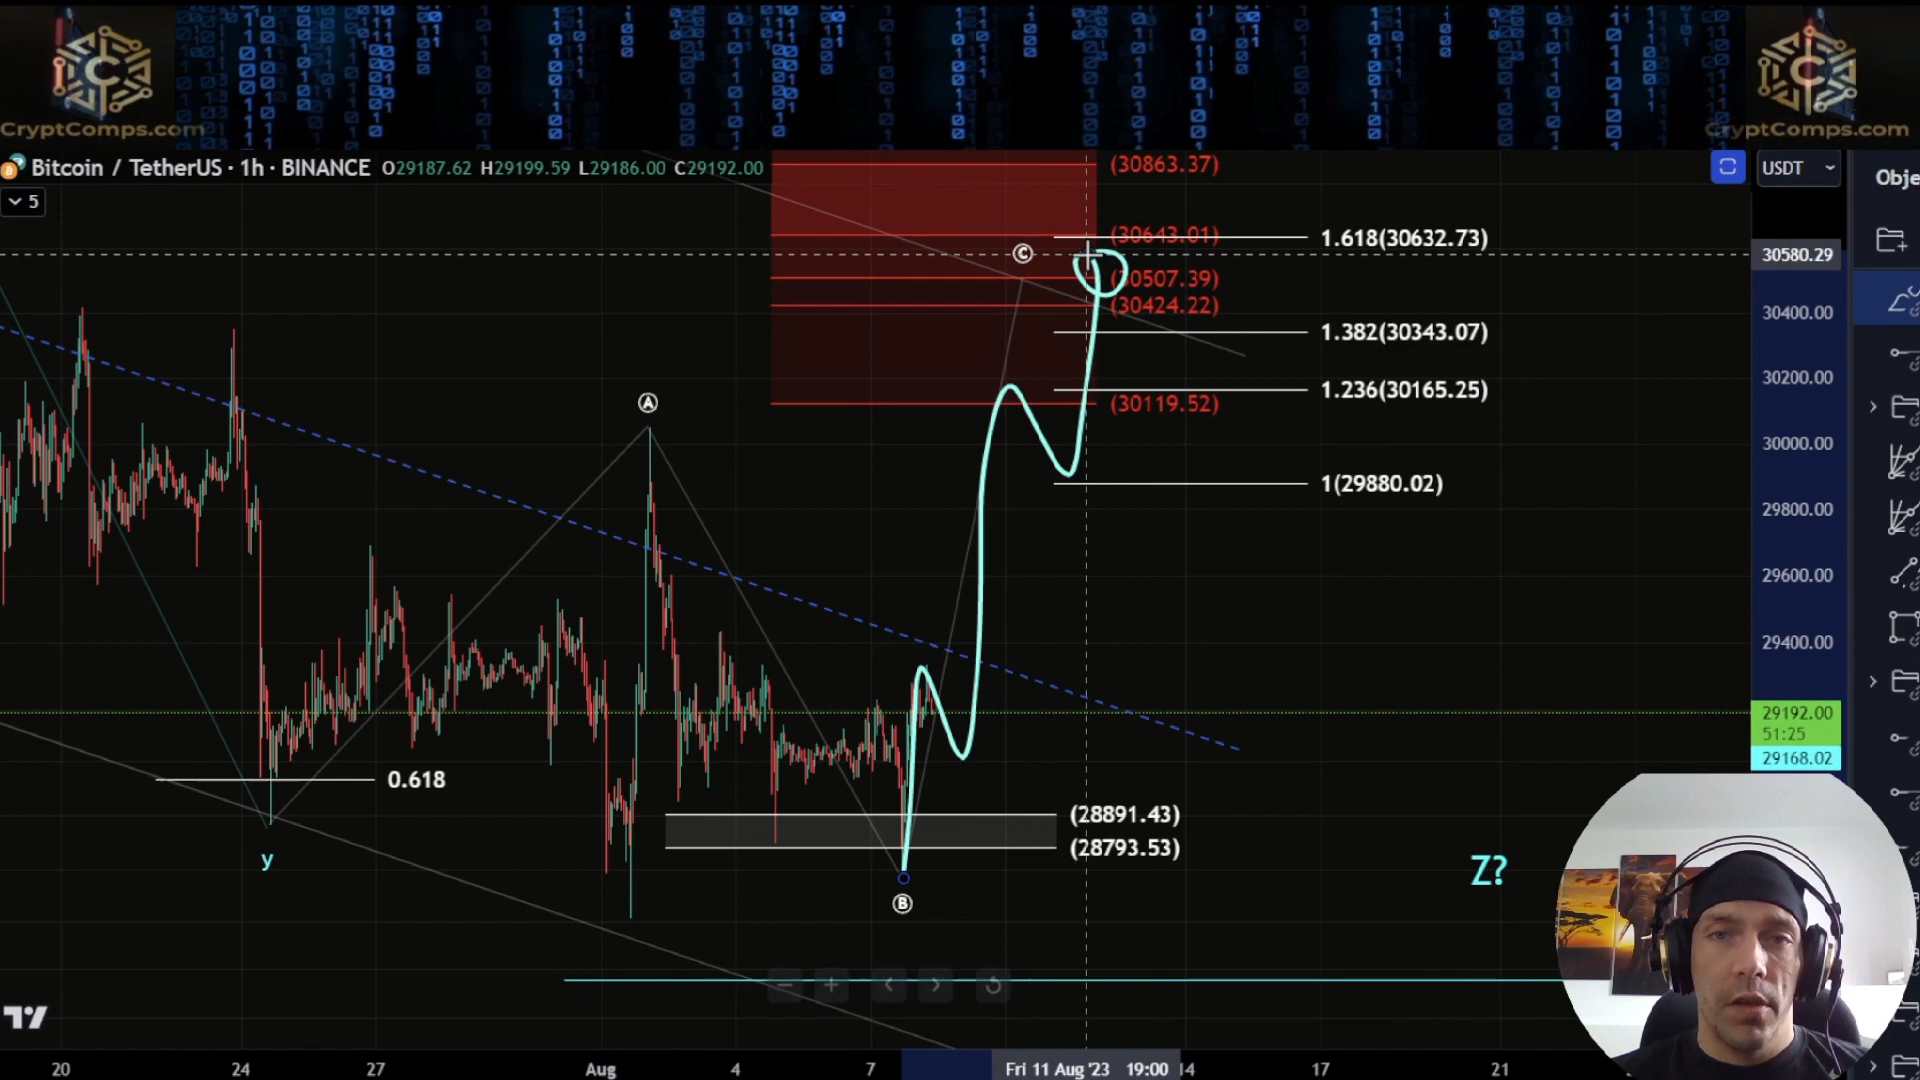 CryptComps.com
CryptComps.com
Bitcoin / TetherUS · 1h · BINANCE O29187.62 H29199.59 L29186.00 C29192.00
USDT
Obje
5
(30863.37)
(30643.01)
1.618(30632.73)
30580.29
(30507.39)
(30424.22)
30400.00
1.382(30343.07)
30200.00
1.236(30165.25)
(30119.52)
30000.00
1(29880.02)
29800.00
29600.00
29400.00
29192.00
51:25
29168.02
A
B
C
0.618
(28891.43)
(28793.53)
y
Z?
20
24
27
Aug
4
7
Fri 11 Aug '23 19:00
14
17
21